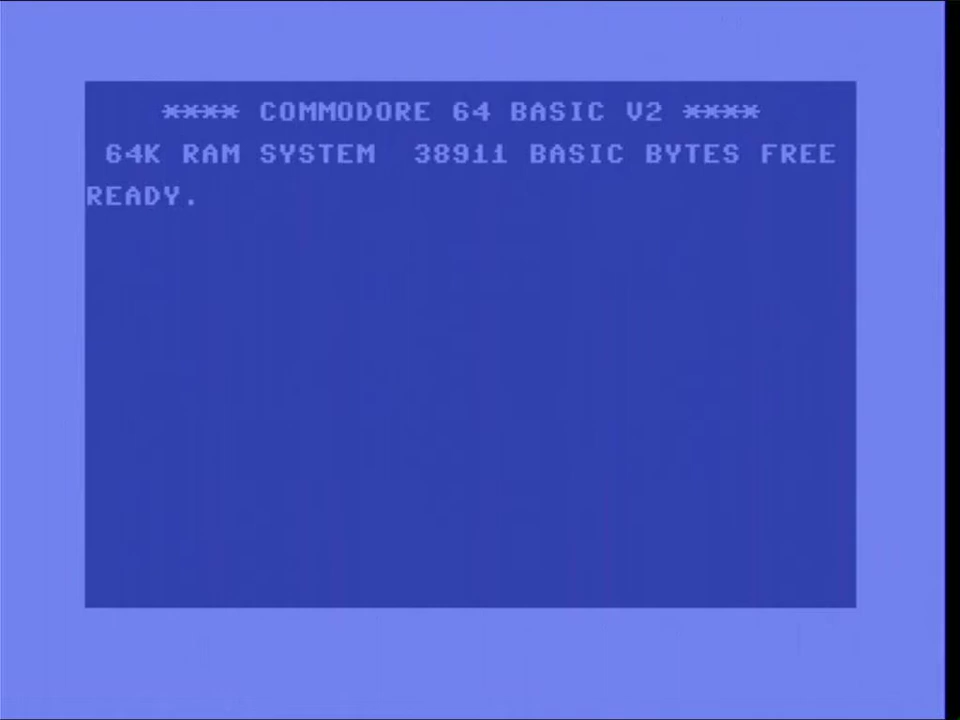 **** COMMODORE 64 BASIC V2 ****
64K RAM SYSTEM  38911 BASIC BYTES FREE
READY.